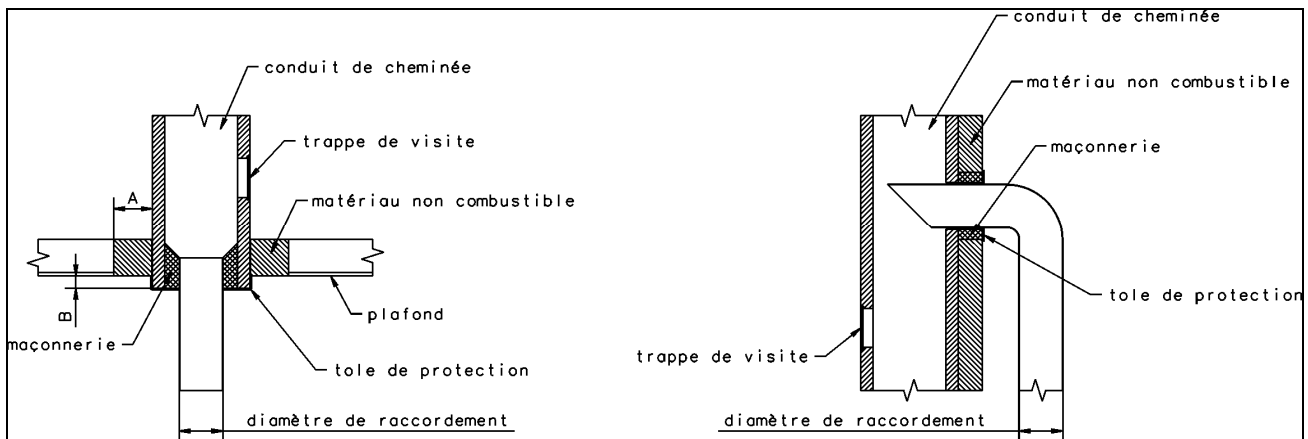 conduit de cheminée
trappe de visite
A
matériau non combustible
B
plafond
maçonnerie
tole de protection
diamètre de raccordement
conduit de cheminée
matériau non combustible
maçonnerie
tole de protection
trappe de visite
diamètre de raccordement